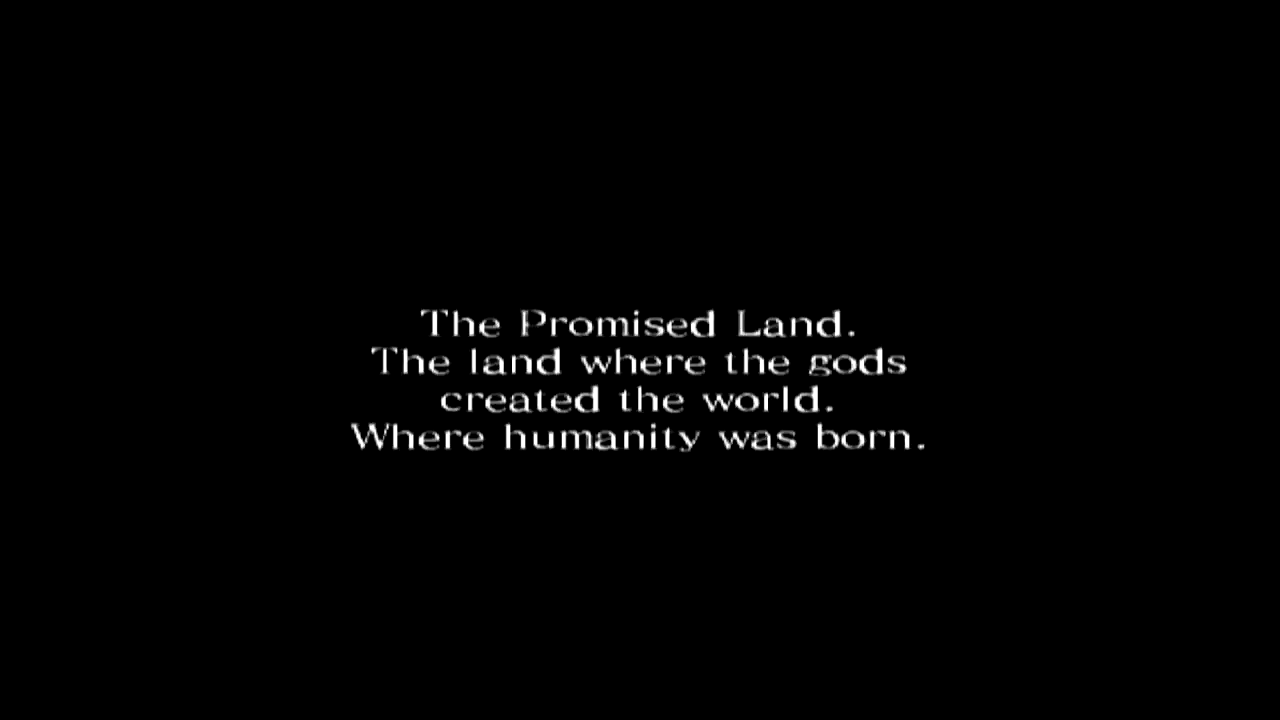 The Promised Land.
The land where the gods
created the world.
Where humanity was born.